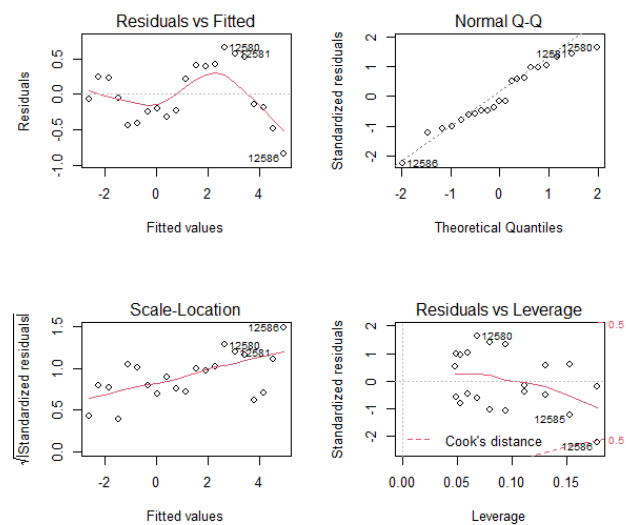 Residuals vs Fitted
Residuals
-1.0 -0.5 0.0 0.5
12580
12581
12586
-2 0 2 4
Fitted values
Normal Q-Q
Standardized residuals
-2 -1 0 1 2
12581 12580
12586
-2 -1 0 1 2
Theoretical Quantiles
Scale-Location
√|Standardized residuals|
0.0 0.5 1.0 1.5
12586
12580
12581
-2 0 2 4
Fitted values
Residuals vs Leverage
Standardized residuals
-2 -1 0 1 2
12580
12585
12586
0.5
0.5
Cook's distance
0.00 0.05 0.10 0.15
Leverage